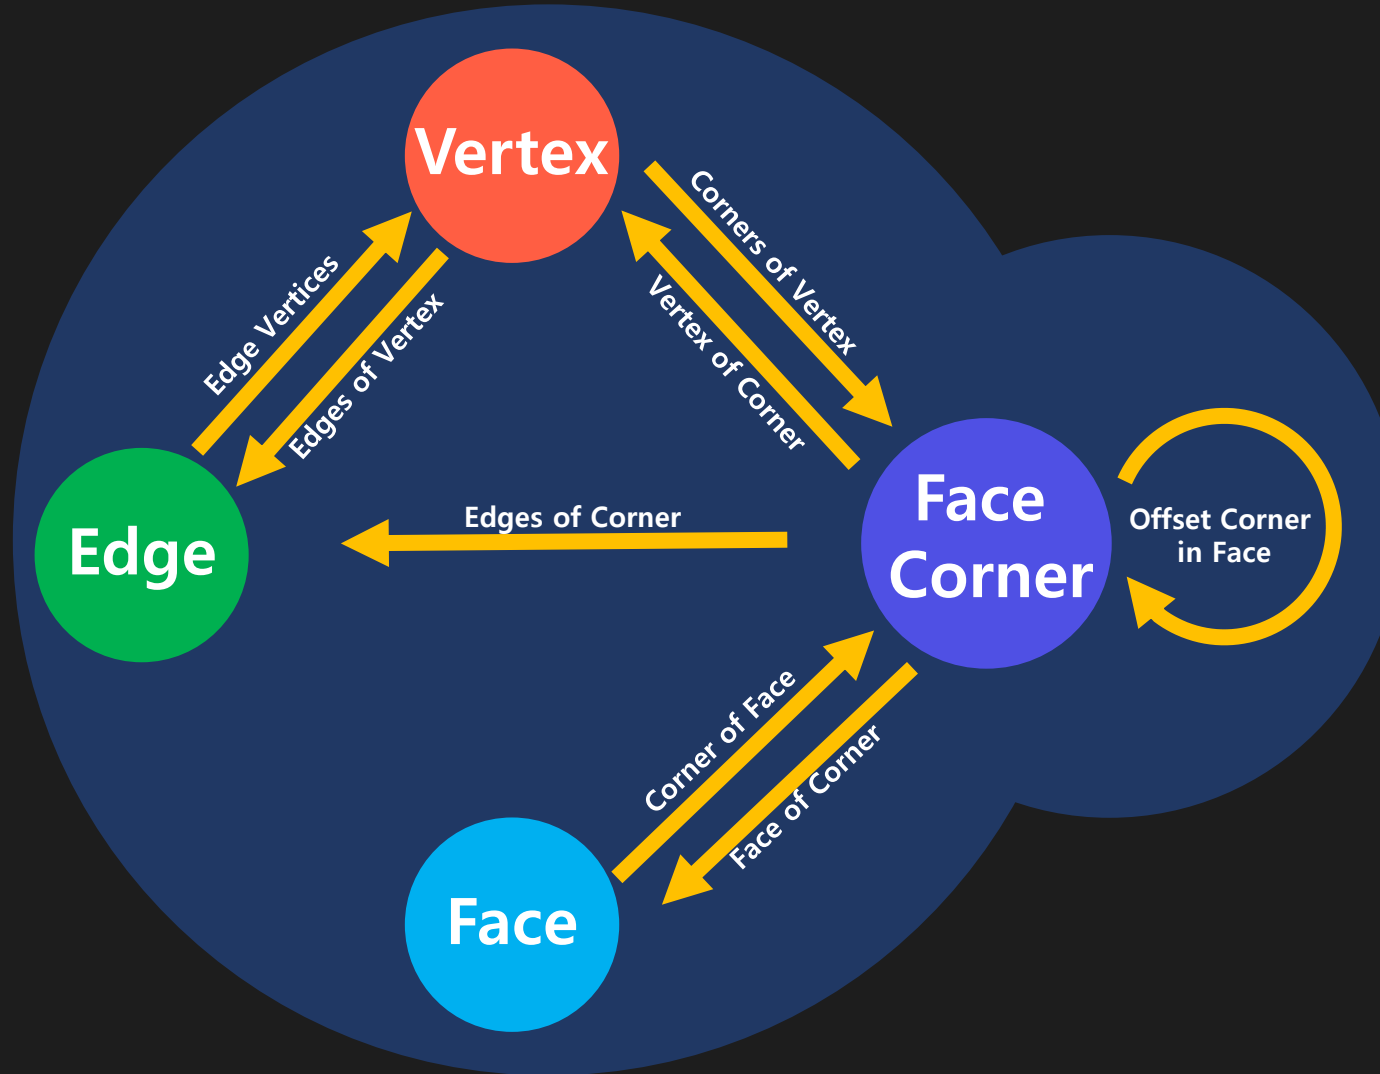 Vertex
Corners of Vertex
Edge Vertices
Vertex of Corner
Edges of Vertex
Face
Corner
Edges of Corner
Offset Corner
in Face
Edge
Corner of Face
Face of Corner
Face